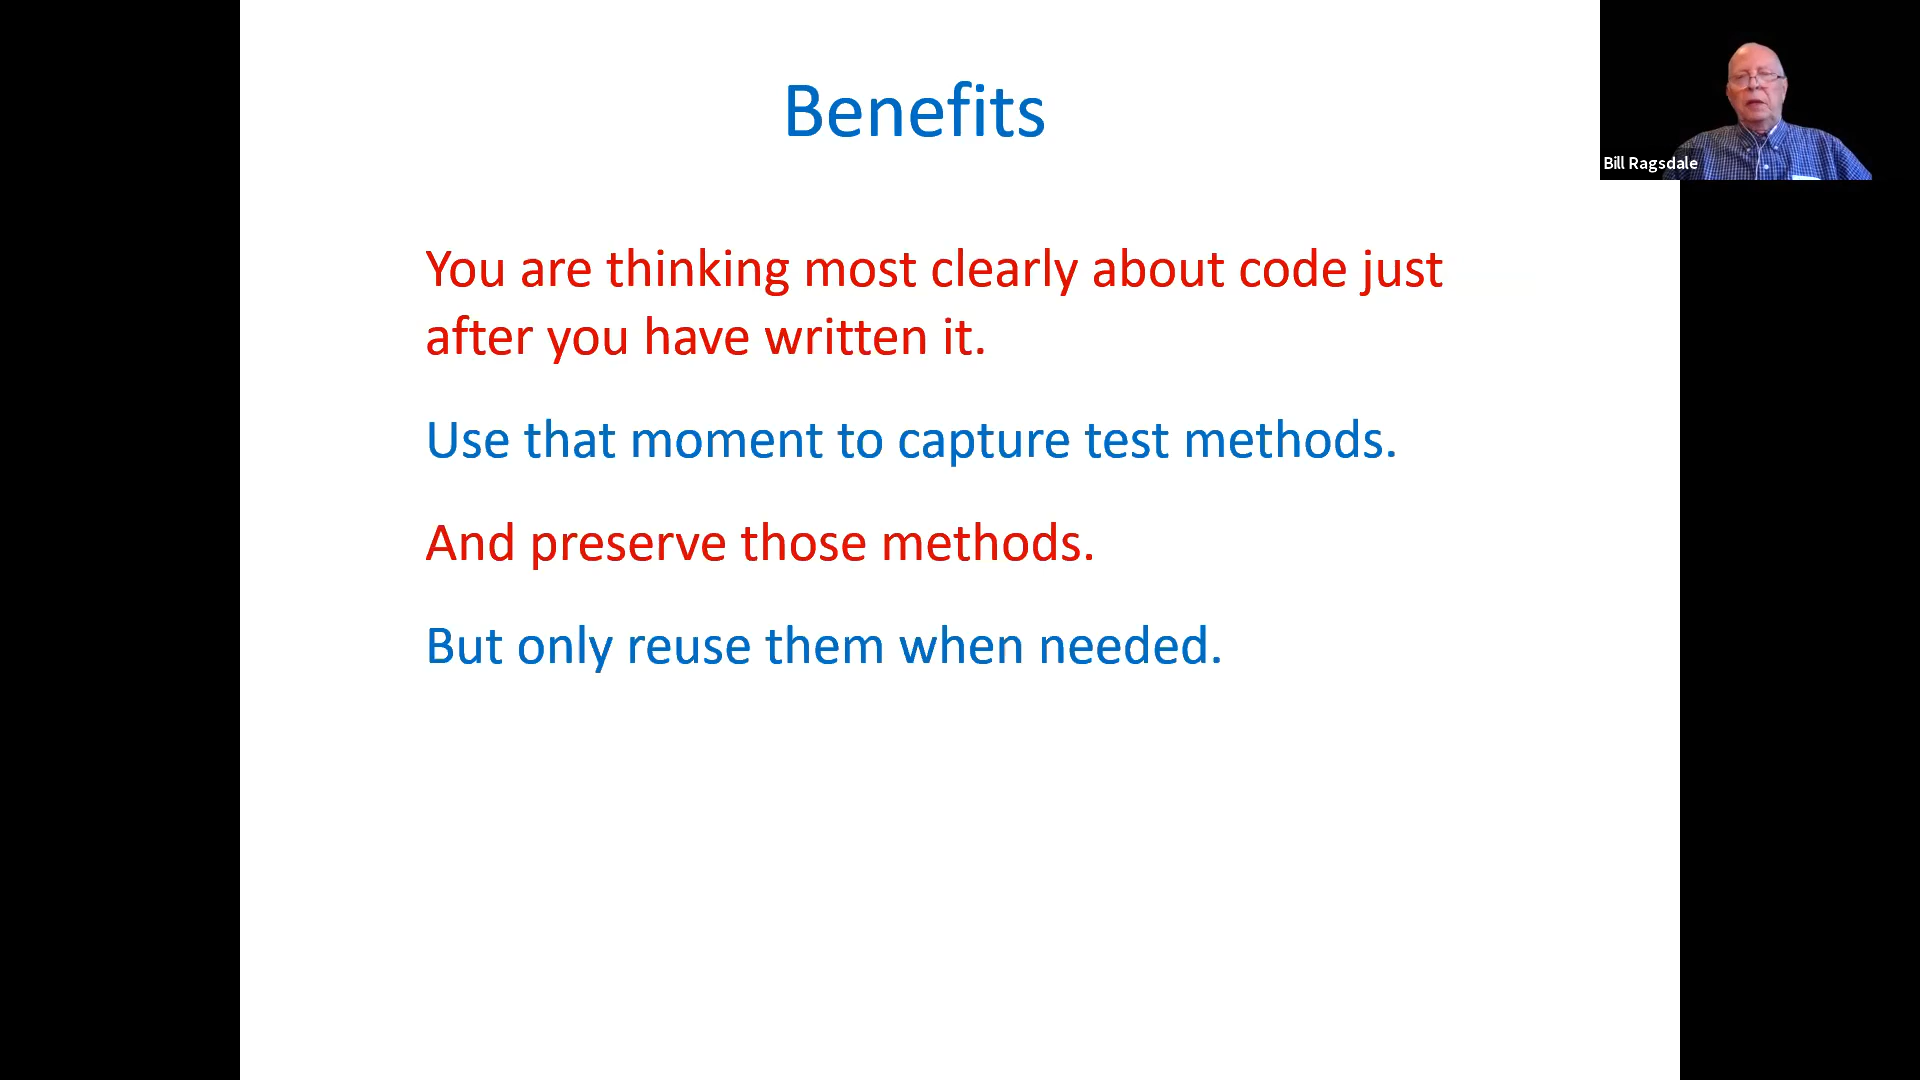 Benefits
Bill Ragsdale
You are thinking most clearly about code just
after you have written it.
Use that moment to capture test methods.
And preserve those methods.
But only reuse them when needed.